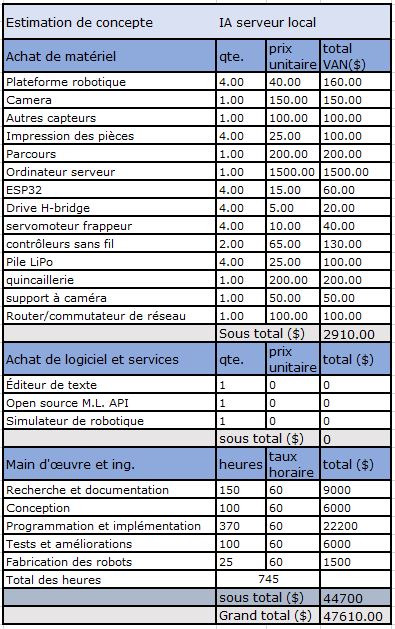 Estimation de concepte IA serveur local
Achat de matériel qte. prix unitaire total VAN($)
Plateforme robotique 4.00 40.00 160.00
Camera 1.00 150.00 150.00
Autres capteurs 1.00 100.00 100.00
Impression des pièces 4.00 25.00 100.00
Parcours 1.00 200.00 200.00
Ordinateur serveur 1.00 1500.00 1500.00
ESP32 4.00 15.00 60.00
Drive H-bridge 4.00 5.00 20.00
servomoteur frappeur 4.00 10.00 40.00
contrôleurs sans fil 2.00 65.00 130.00
Pile LiPo 4.00 25.00 100.00
quincaillerie 1.00 200.00 200.00
support à caméra 1.00 50.00 50.00
Router/commutateur de réseau 1.00 100.00 100.00
Sous total ($) 2910.00
Achat de logiciel et services qte. prix unitaire total ($)
Éditeur de texte 1 0 0
Open source M.L. API 1 0 0
Simulateur de robotique 1 0 0
sous total ($) 0
Main d'œuvre et ing. heures taux horaire total ($)
Recherche et documentation 150 60 9000
Conception 100 60 6000
Programmation et implémentation 370 60 22200
Tests et améliorations 100 60 6000
Fabrication des robots 25 60 1500
Total des heures 745
sous total ($) 44700
Grand total ($) 47610.00